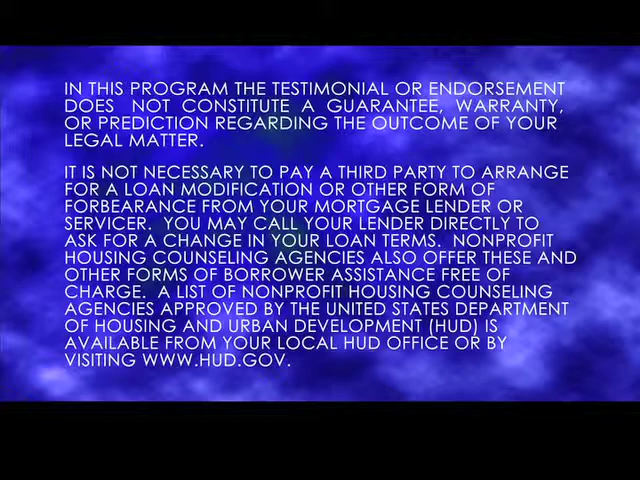 IN THIS PROGRAM THE TESTIMONIAL OR ENDORSEMENT
DOES NOT CONSTITUTE A GUARANTEE, WARRANTY,
OR PREDICTION REGARDING THE OUTCOME OF YOUR
LEGAL MATTER.
IT IS NOT NECESSARY TO PAY A THIRD PARTY TO ARRANGE
FOR A LOAN MODIFICATION OR OTHER FORM OF
FORBEARANCE FROM YOUR MORTGAGE LENDER OR
SERVICER. YOU MAY CALL YOUR LENDER DIRECTLY TO
ASK FOR A CHANGE IN YOUR LOAN TERMS. NONPROFIT
HOUSING COUNSELING AGENCIES ALSO OFFER THESE AND
OTHER FORMS OF BORROWER ASSISTANCE FREE OF
CHARGE. A LIST OF NONPROFIT HOUSING COUNSELING
AGENCIES APPROVED BY THE UNITED STATES DEPARTMENT
OF HOUSING AND URBAN DEVELOPMENT (HUD) IS
AVAILABLE FROM YOUR LOCAL HUD OFFICE OR BY
VISITING WWW.HUD.GOV.